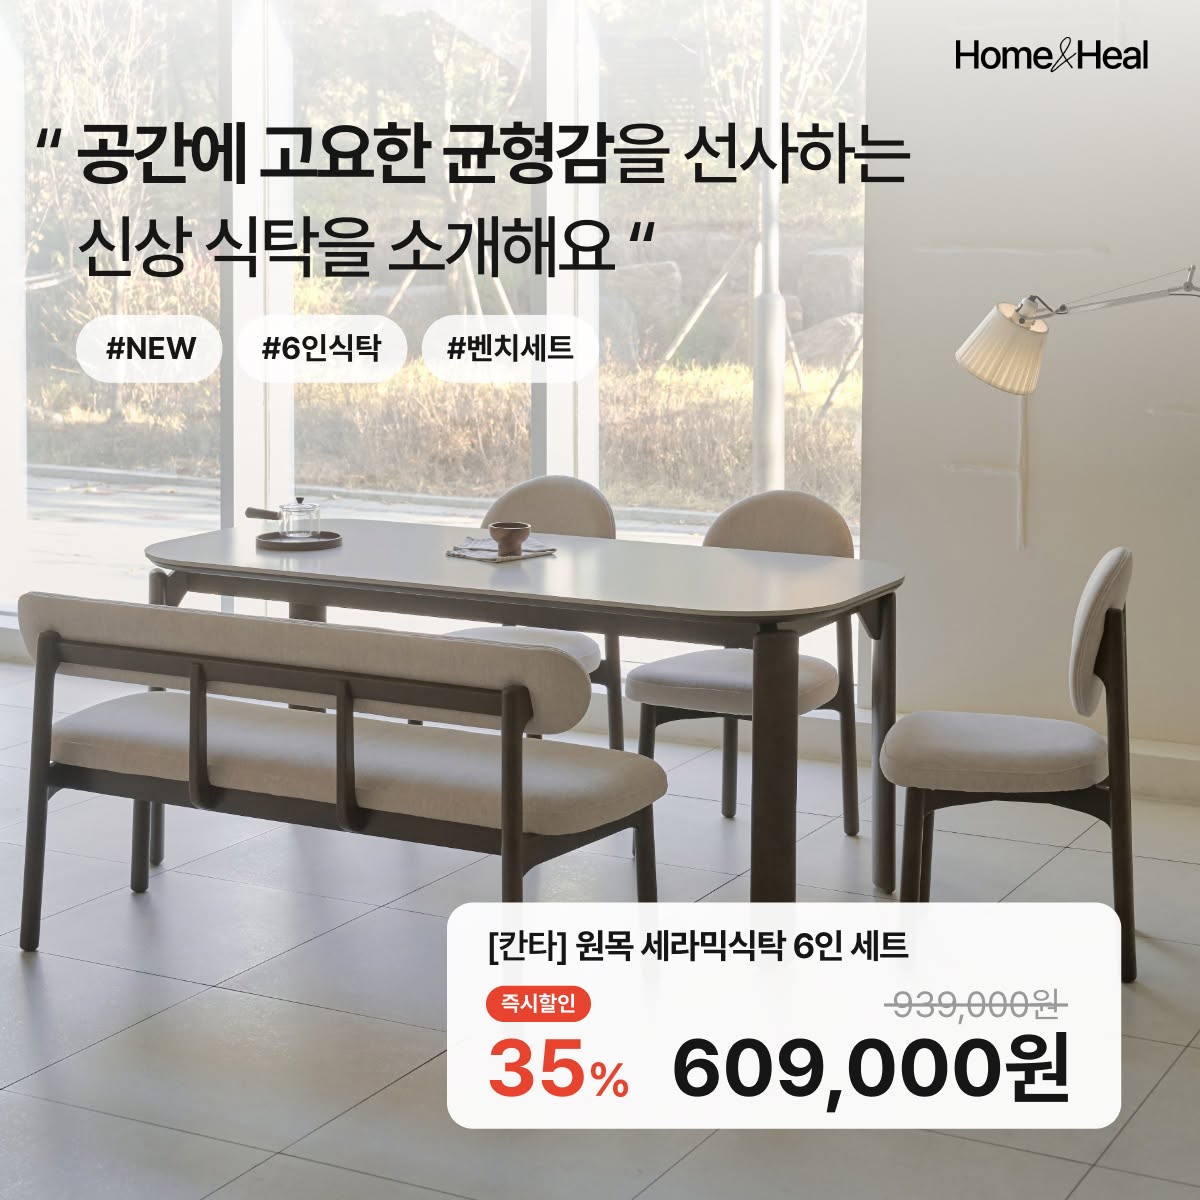 Home&Heal
“ 공간에 고요한 균형감을 선사하는
신상 식탁을 소개해요 “
#NEW #6인식탁 #벤치세트
[칸타] 원목 세라믹식탁 6인 세트
즉시할인 939,000원
35% 609,000원